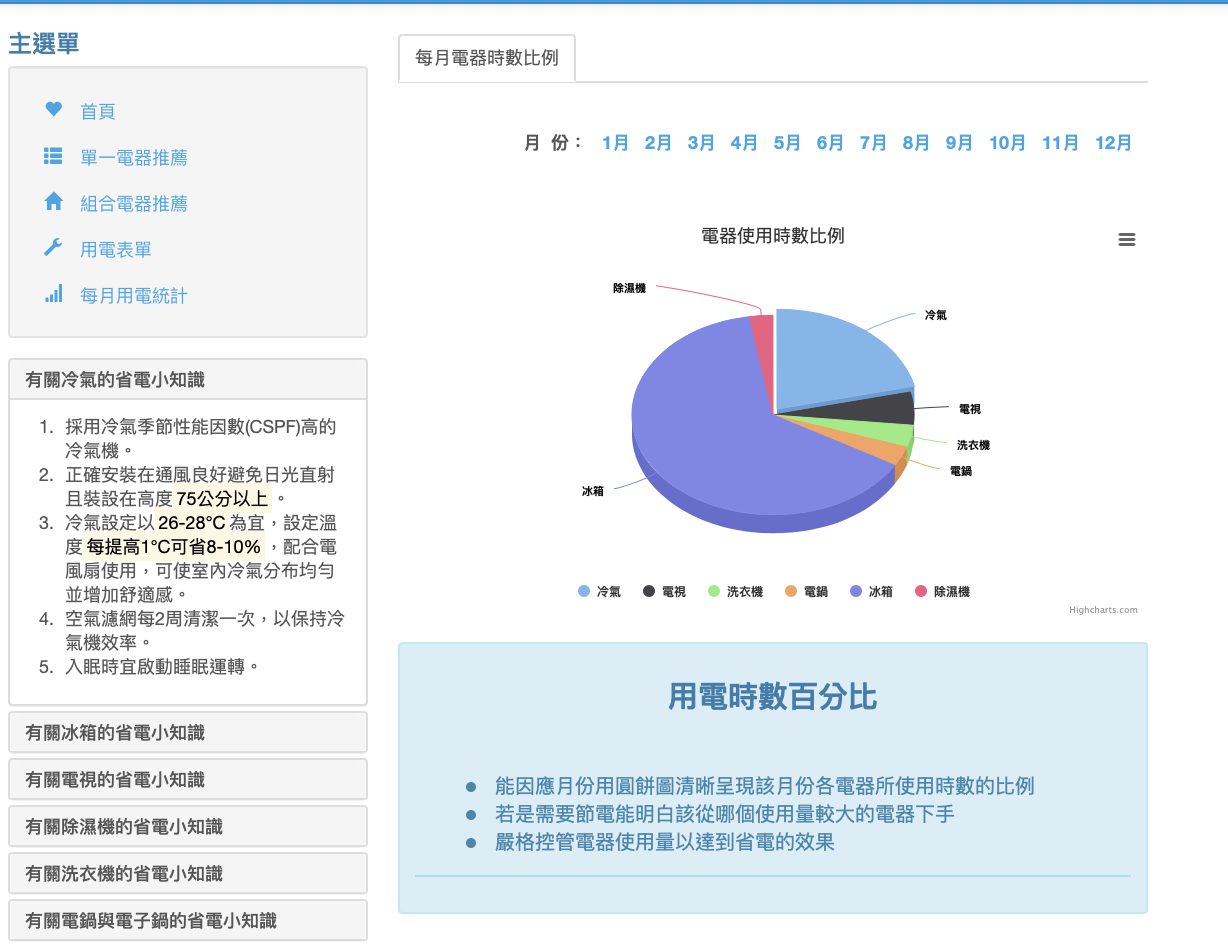 主選單
首頁
單一電器推薦
組合電器推薦
用電表單
每月用電統計
有關冷氣的省電小知識
1. 採用冷氣季節性能因數(CSPF)高的
冷氣機。
2. 正確安裝在通風良好避免日光直射
且裝設在高度 75公分以上 。
3. 冷氣設定以 26-28°C 為宜，設定溫
度 每提高1°C可省8-10% ，配合電
風扇使用，可使室內冷氣分布均勻
並增加舒適感。
4. 空氣濾網每2周清潔一次，以保持冷
氣機效率。
5. 入眠時宜啟動睡眠運轉。
有關冰箱的省電小知識
有關電視的省電小知識
有關除濕機的省電小知識
有關洗衣機的省電小知識
有關電鍋與電子鍋的省電小知識
每月電器時數比例
月 份： 1月 2月 3月 4月 5月 6月 7月 8月 9月 10月 11月 12月
電器使用時數比例
除濕機
冷氣
電視
洗衣機
電鍋
冰箱
冷氣 電視 洗衣機 電鍋 冰箱 除濕機
Highcharts.com
用電時數百分比
能因應月份用圓餅圖清晰呈現該月份各電器所使用時數的比例
若是需要節電能明白該從哪個使用量較大的電器下手
嚴格控管電器使用量以達到省電的效果